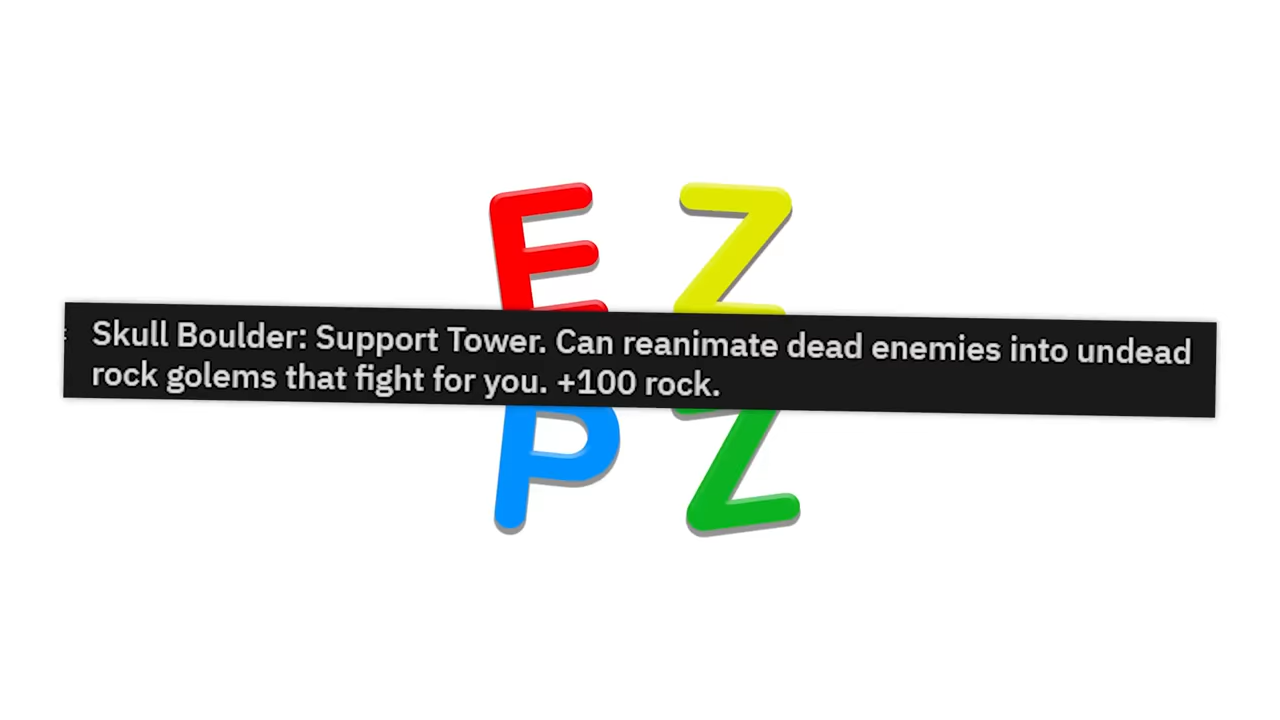 E Z
Skull Boulder: Support Tower. Can reanimate dead enemies into undead
rock golems that fight for you. +100 rock.
P Z